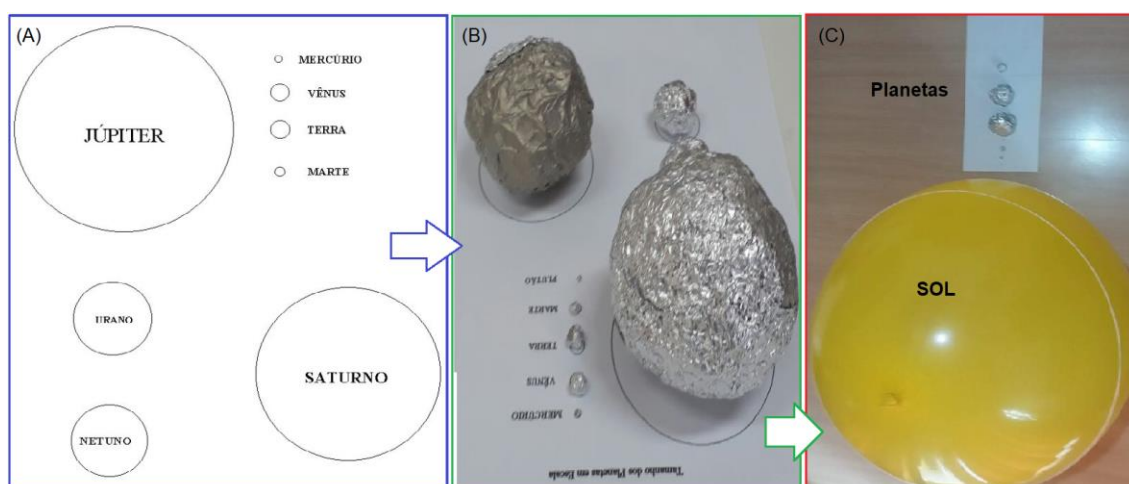 (A)
JÚPITER
MERCÚRIO
VÊNUS
TERRA
MARTE
URANO
SATURNO
NETUNO
(B)
PLUTÃO
MARTE
TERRA
VÊNUS
MERCÚRIO
Tamanho dos Planetas em Escala
(C)
Planetas
SOL